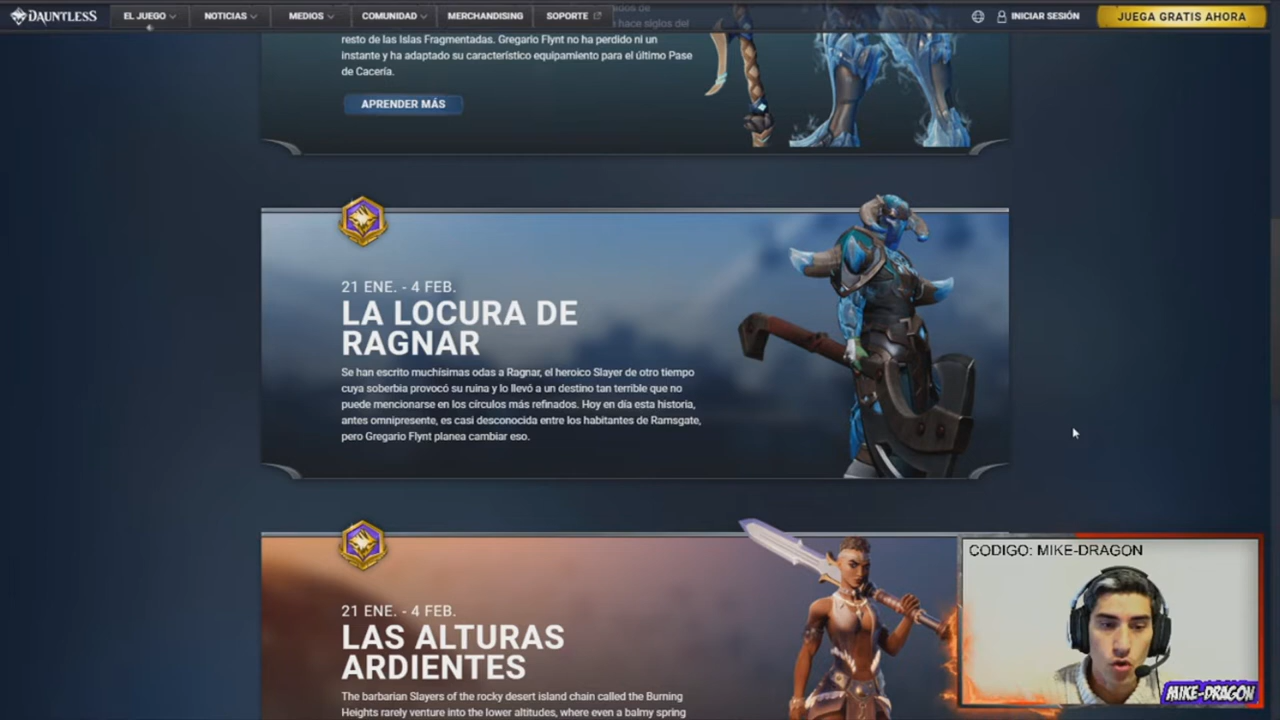 DAUNTLESS
EL JUEGO
NOTICIAS
MEDIOS
COMUNIDAD
MERCHANDISING
SOPORTE
INICIAR SESIÓN
JUEGA GRATIS AHORA
hace siglos del
resto de las Islas Fragmentadas. Gregario Flynt no ha perdido ni un
instante y ha adaptado su característico equipamiento para el último Pase
de Cacería.
APRENDER MÁS
21 ENE. - 4 FEB.
LA LOCURA DE
RAGNAR
Se han escrito muchísimas odas a Ragnar, el heroico Slayer de otro tiempo
cuya soberbia provocó su ruina y lo llevó a un destino tan terrible que no
puede mencionarse en los círculos más refinados. Hoy en día esta historia,
antes omnipresente, es casi desconocida entre los habitantes de Ramsgate,
pero Gregario Flynt planea cambiar eso.
21 ENE. - 4 FEB.
LAS ALTURAS
ARDIENTES
The barbarian Slayers of the rocky desert island chain called the Burning
Heights rarely venture into the lower altitudes, where even a balmy spring
CODIGO: MIKE-DRAGON
MIKE-DRAGON